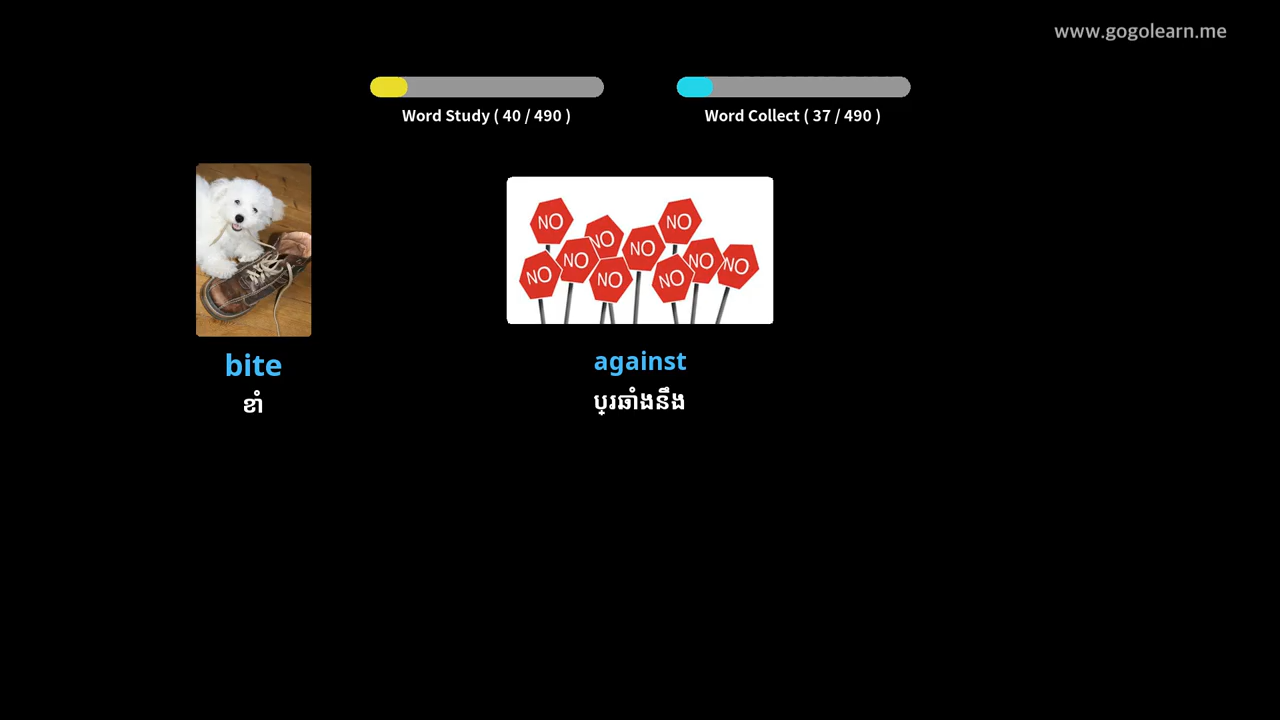 www.gogolearn.me
Word Study ( 40 / 490 )
Word Collect ( 37 / 490 )
NO
NO
NO
NO
NO
NO
NO
NO
NO
NO
bite
ខាំ
against
ប្រឆាំងនឹង